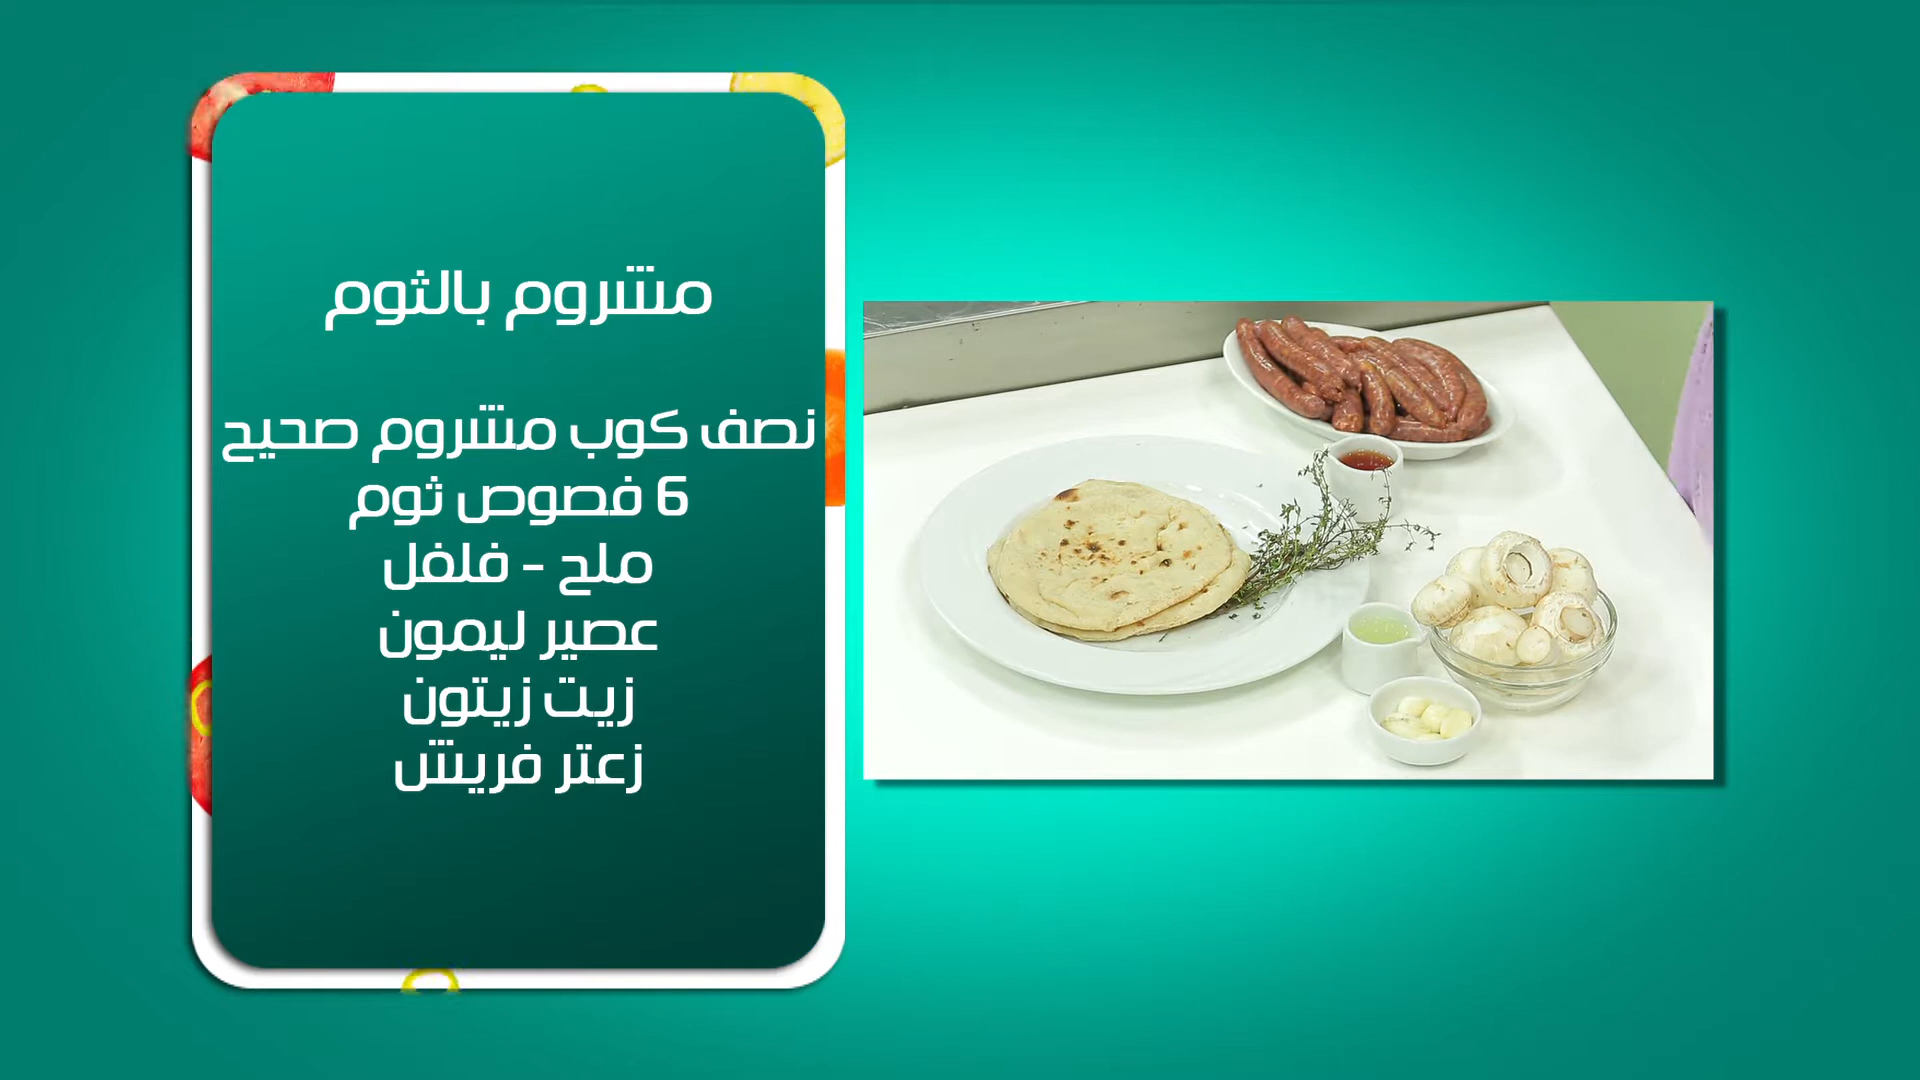 مشروم بالثوم
نصف كوب مشروم صحيح
6 فصوص ثوم
ملح - فلفل
عصير ليمون
زيت زيتون
زعتر فريش